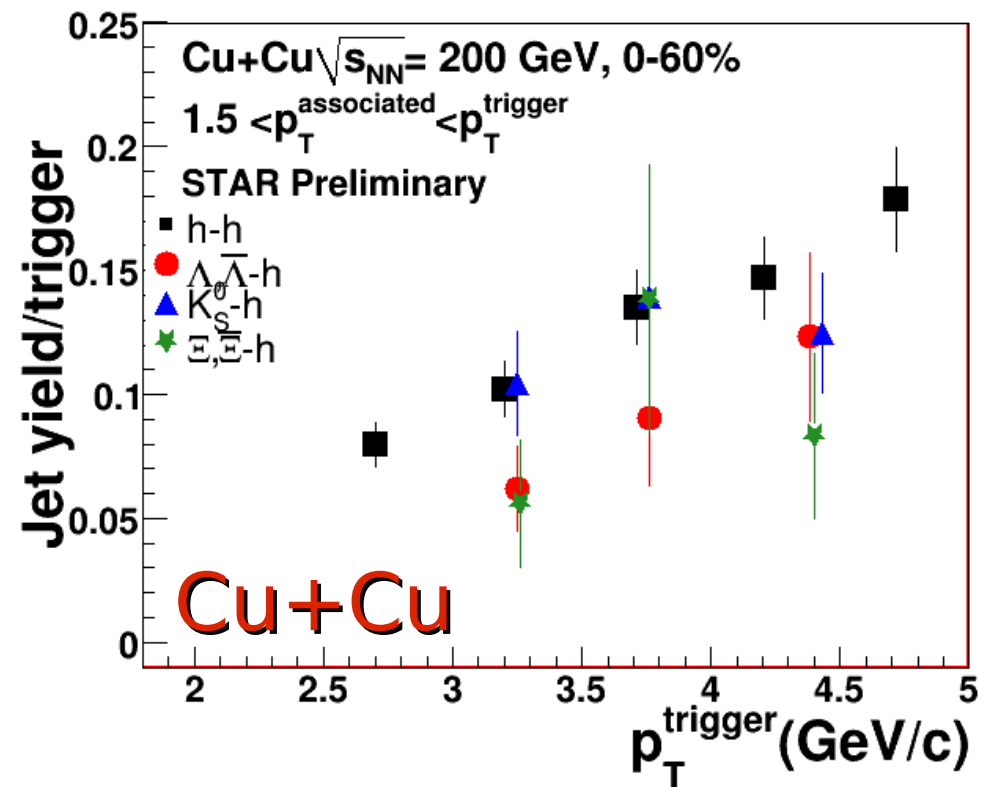 Cu+Cu√sNN= 200 GeV, 0-60%
1.5 <pTassociated<pTtrigger
STAR Preliminary
h-h
Λ,Λ̅-h
K0S-h
Ξ,Ξ̅-h
Cu+Cu
Jet yield/trigger
0.25
0.2
0.15
0.1
0.05
0
2 2.5 3 3.5 4 4.5 5
pTtrigger(GeV/c)